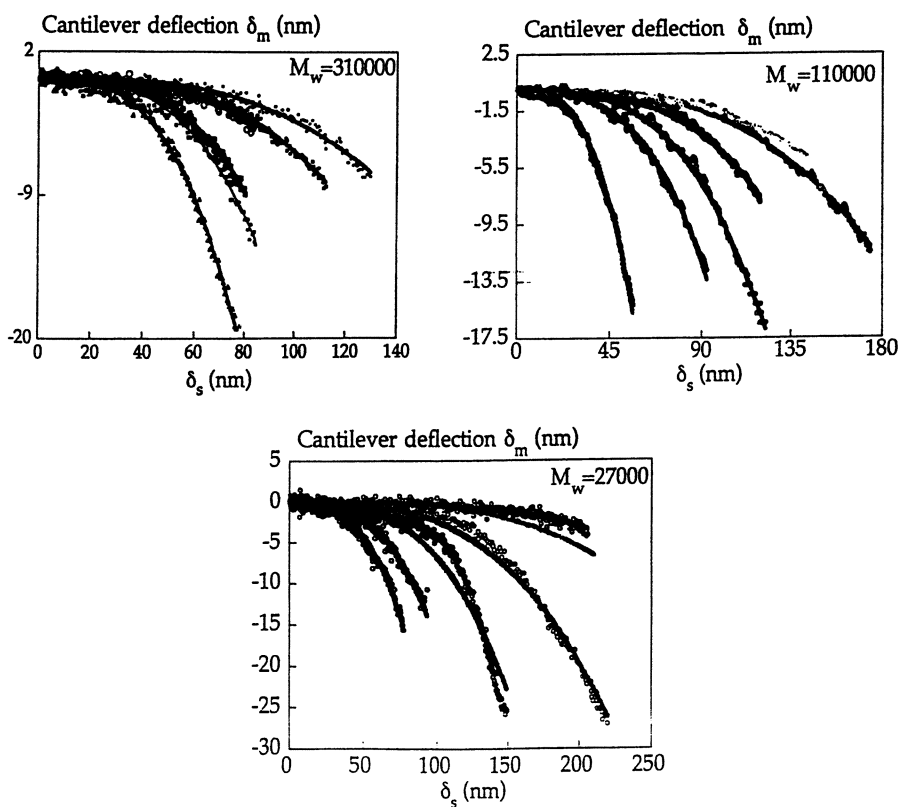 Cantilever deflection δm (nm)
2
Mw=310000
-9
-20
0 20 40 60 80 100 120 140
δs (nm)
Cantilever deflection δm (nm)
2.5
Mw=110000
-1.5
-5.5
-9.5
-13.5
-17.5
0 45 90 135 180
δs (nm)
Cantilever deflection δm (nm)
5
Mw=27000
0
-5
-10
-15
-20
-25
-30
0 50 100 150 200 250
δs (nm)